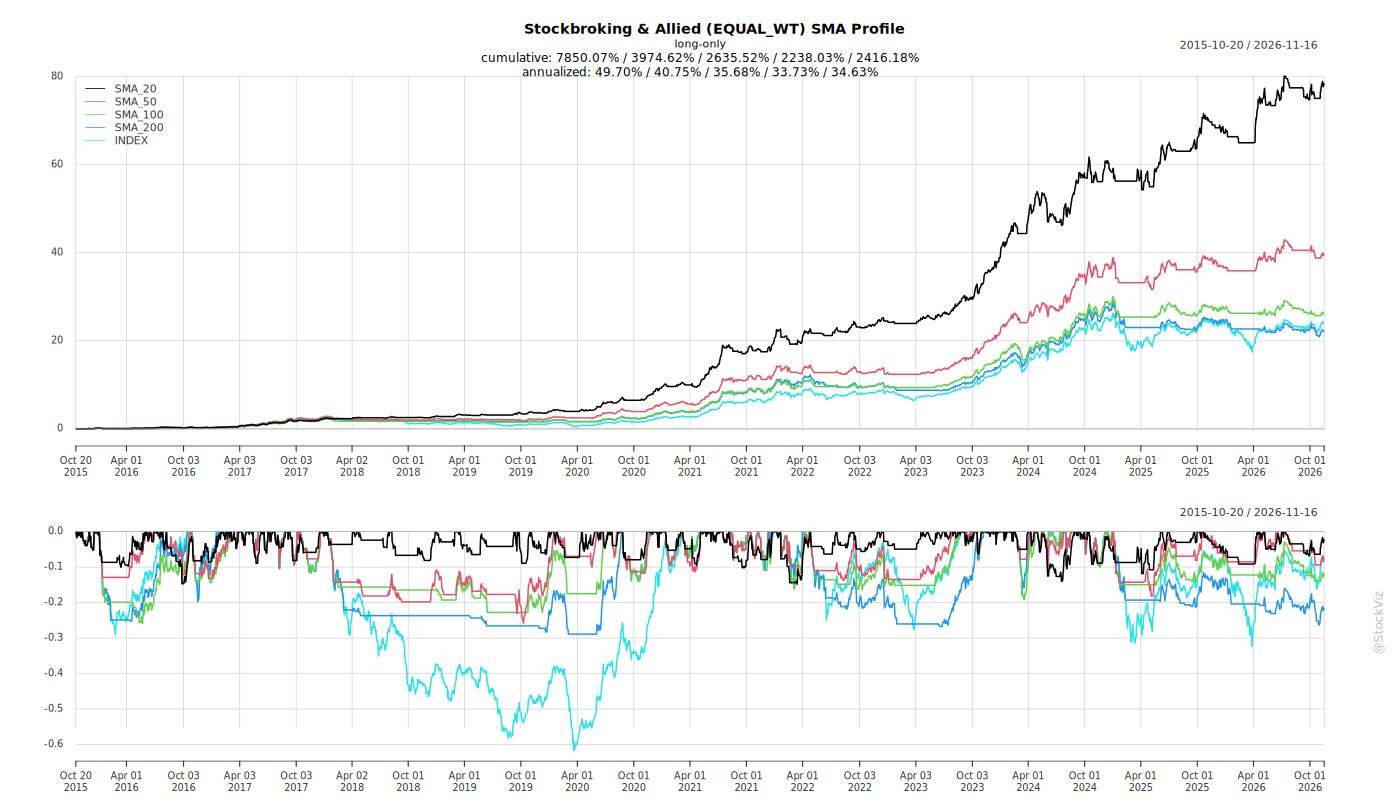 Stockbroking & Allied (EQUAL_WT) SMA Profile
long-only
cumulative: 7850.07% / 3974.62% / 2635.52% / 2238.03% / 2416.18%
annualized: 49.70% / 40.75% / 35.68% / 33.73% / 34.63%
2015-10-20 / 2026-11-16
SMA_20
SMA_50
SMA_100
SMA_200
INDEX
80
60
40
20
0
Oct 20 Apr 01 Oct 03 Apr 03 Oct 03 Apr 02 Oct 01 Apr 01 Oct 01 Apr 01 Oct 01 Apr 01 Oct 01 Apr 01 Oct 03 Apr 03 Oct 03 Apr 01 Oct 01 Apr 01 Oct 01 Apr 01 Oct 01
2015 2016 2016 2017 2017 2018 2018 2019 2019 2020 2020 2021 2021 2022 2022 2023 2023 2024 2024 2025 2025 2026 2026
2015-10-20 / 2026-11-16
0.0
-0.1
-0.2
-0.3
-0.4
-0.5
-0.6
Oct 20 Apr 01 Oct 03 Apr 03 Oct 03 Apr 02 Oct 01 Apr 01 Oct 01 Apr 01 Oct 01 Apr 01 Oct 01 Apr 01 Oct 03 Apr 03 Oct 03 Apr 01 Oct 01 Apr 01 Oct 01 Apr 01 Oct 01
2015 2016 2016 2017 2017 2018 2018 2019 2019 2020 2020 2021 2021 2022 2022 2023 2023 2024 2024 2025 2025 2026 2026
@StockViz